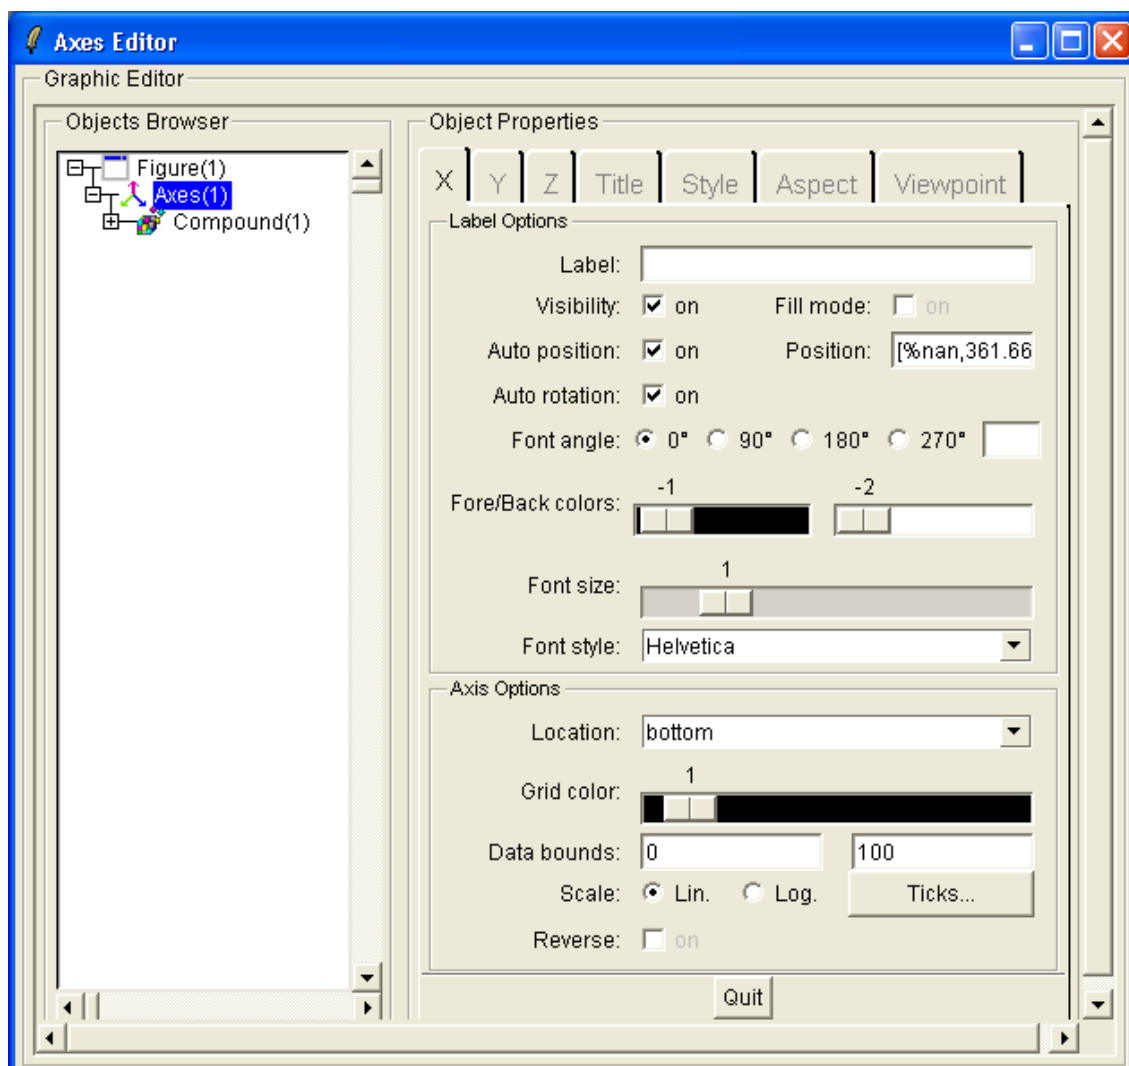 Axes Editor
Graphic Editor
Objects Browser
Figure(1)
Axes(1)
Compound(1)
Object Properties
X Y Z Title Style Aspect Viewpoint
Label Options
Label:
Visibility: on Fill mode: on
Auto position: on Position: [%nan,361.66
Auto rotation: on
Font angle: 0° 90° 180° 270°
-1 -2
Fore/Back colors:
1
Font size:
Font style: Helvetica
Axis Options
Location: bottom
1
Grid color:
Data bounds: 0 100
Scale: Lin. Log. Ticks...
Reverse: on
Quit